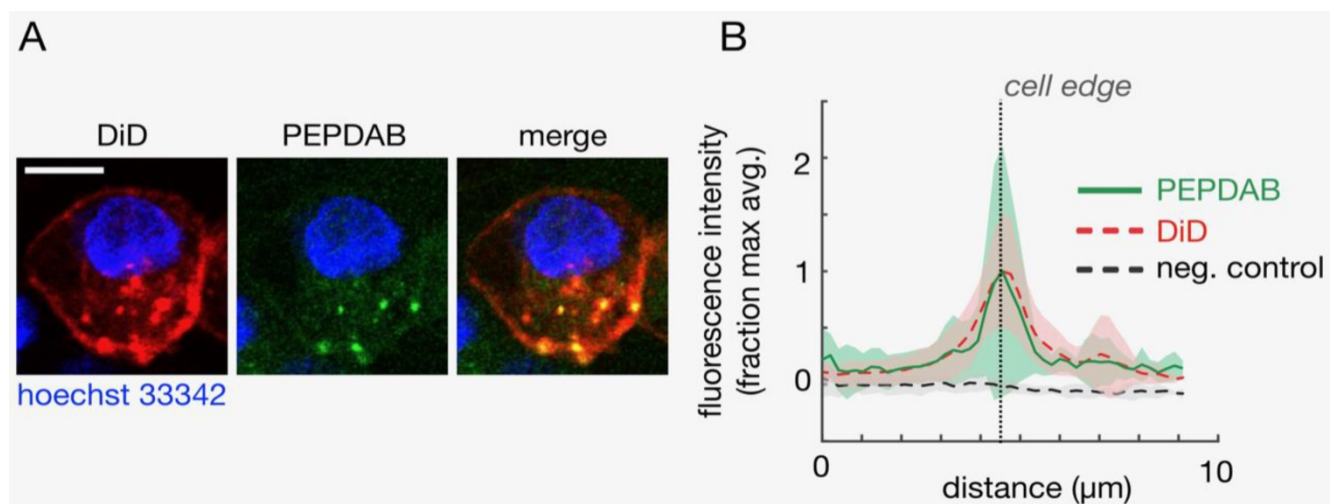 A
DiD
PEPDAB
merge
hoechst 33342
B
cell edge
fluorescence intensity
(fraction max avg.)
2
1
0
PEPDAB
DiD
neg. control
0
10
distance (μm)